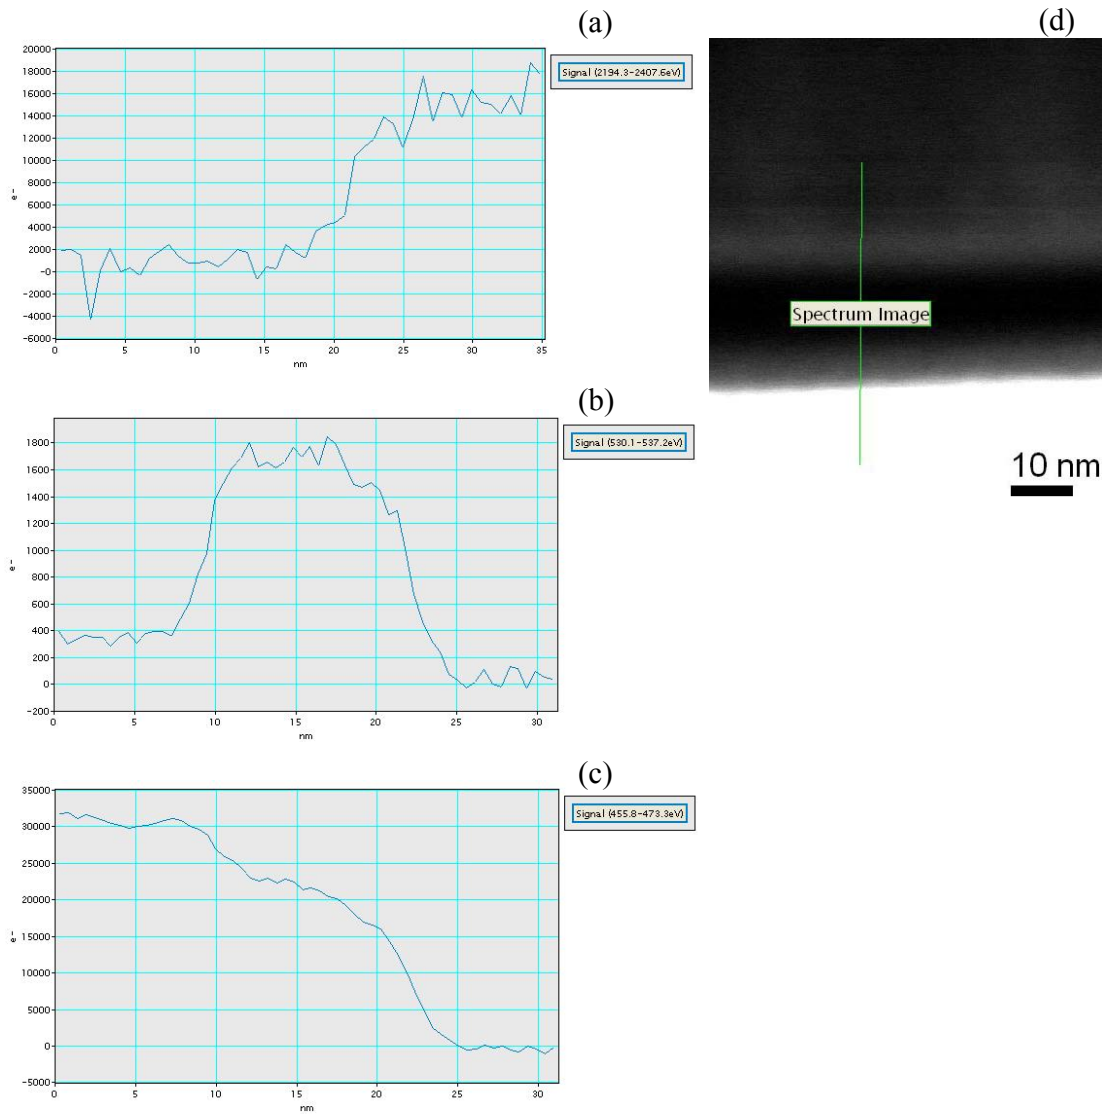 (a)
(d)
20000
18000
16000
14000
12000
10000
8000
6000
4000
2000
-0
-2000
-4000
-6000
e-
0 5 10 15 20 25 30 35
nm
Signal (2194.3-2407.6eV)
Spectrum Image
10 nm
(b)
1800
1600
1400
1200
1000
800
600
400
200
0
-200
e-
0 5 10 15 20 25 30
nm
Signal (530.1-537.2eV)
(c)
35000
30000
25000
20000
15000
10000
5000
0
-5000
e-
0 5 10 15 20 25 30
nm
Signal (455.8-473.3eV)